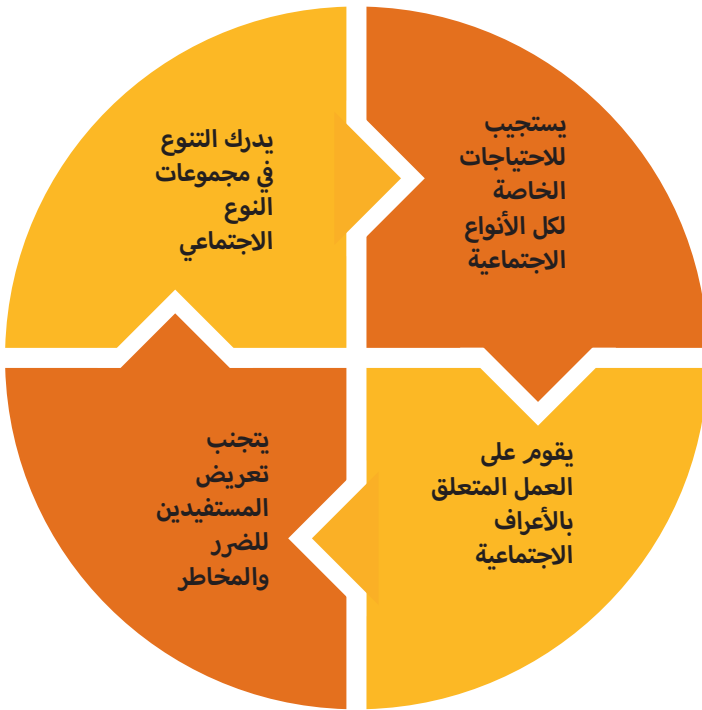 يستجيب
للاحتياجات
الخاصة
لكل الأنواع
الاجتماعية
يدرك التنوع
في مجموعات
النوع
الاجتماعي
يقوم على
العمل المتعلق
بالأعراف
الاجتماعية
يتجنب
تعريض
المستفيدين
للضرر
والمخاطر